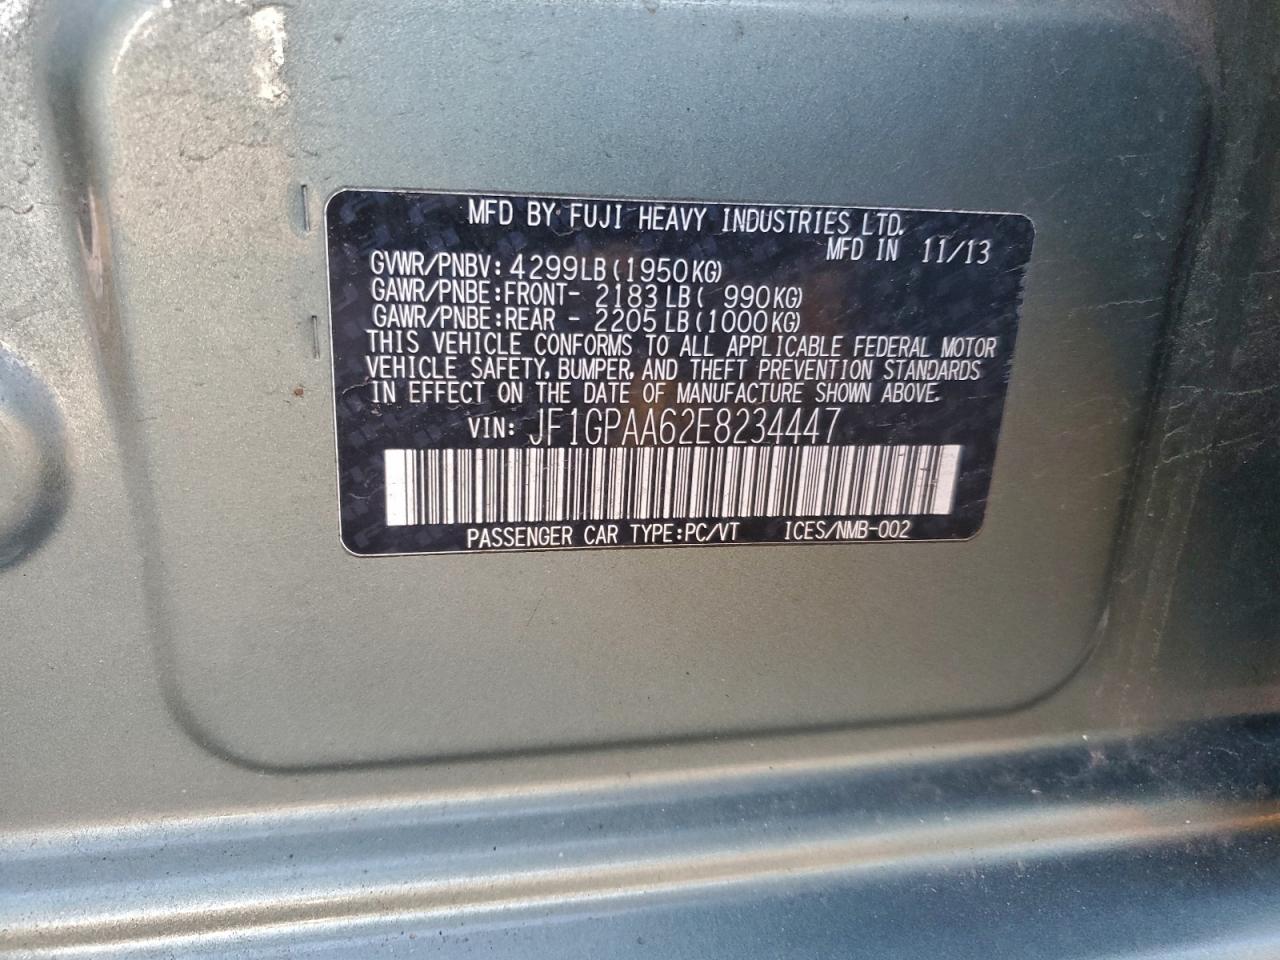 MFD BY FUJI HEAVY INDUSTRIES LTD.
MFD IN 11/13
GVWR/PNBV: 4299LB(1950KG)
GAWR/PNBE:FRONT- 2183LB( 990KG)
GAWR/PNBE:REAR - 2205LB(1000KG)
THIS VEHICLE CONFORMS TO ALL APPLICABLE FEDERAL MOTOR
VEHICLE SAFETY, BUMPER, AND THEFT PREVENTION STANDARDS
IN EFFECT ON THE DATE OF MANUFACTURE SHOWN ABOVE.
VIN: JF1GPAA62E8234447
PASSENGER CAR TYPE:PC/VT ICES/NMB-002